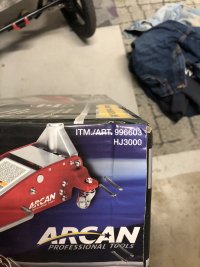 ITM./ART. 996603
HJ3000
ARCAN
ARCAN
PROFESSIONAL TOOLS